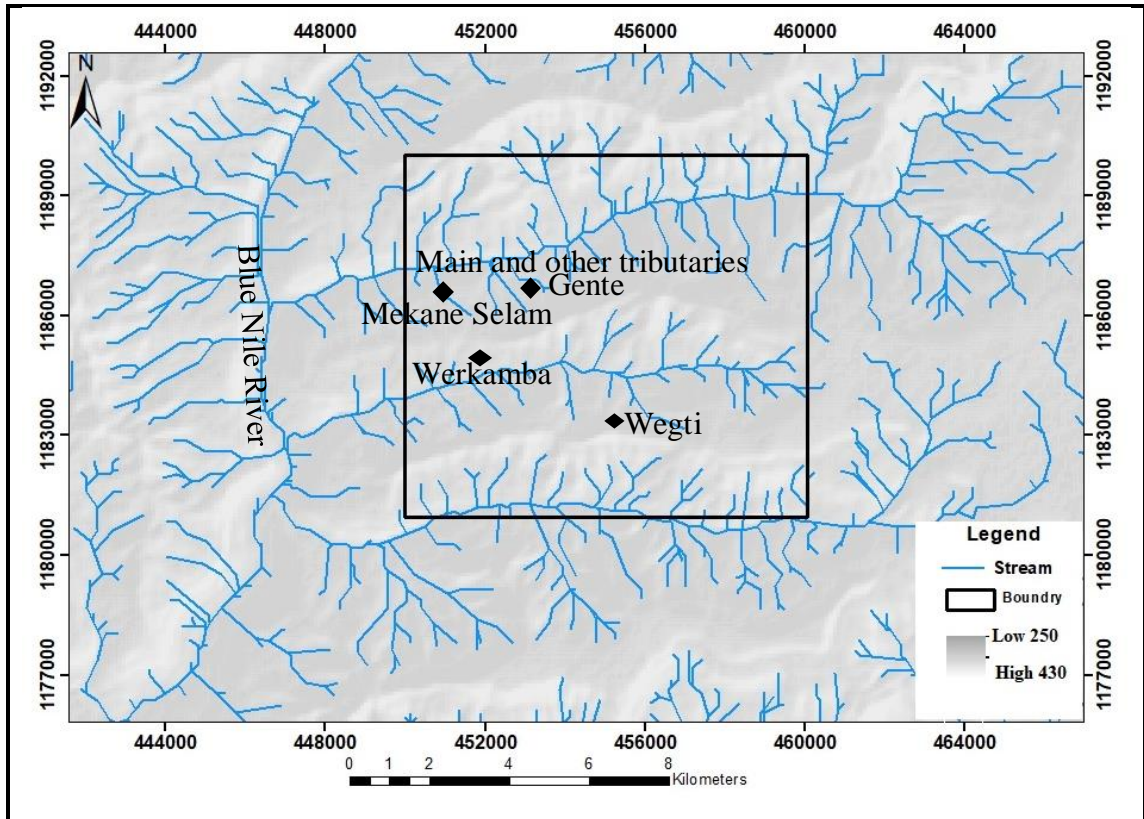 444000 448000 452000 456000 460000 464000
N
1192000 1192000
1189000 1189000
Blue Nile River
Main and other tributaries
Gente
1186000 1186000
Mekane Selam
Werkamba
Wegti
1183000 1183000
1180000 1180000
Legend
Stream
Boundry
Low 250
High 430
1177000 1177000
444000 448000 452000 456000 460000 464000
0 1 2 4 6 8
Kilometers